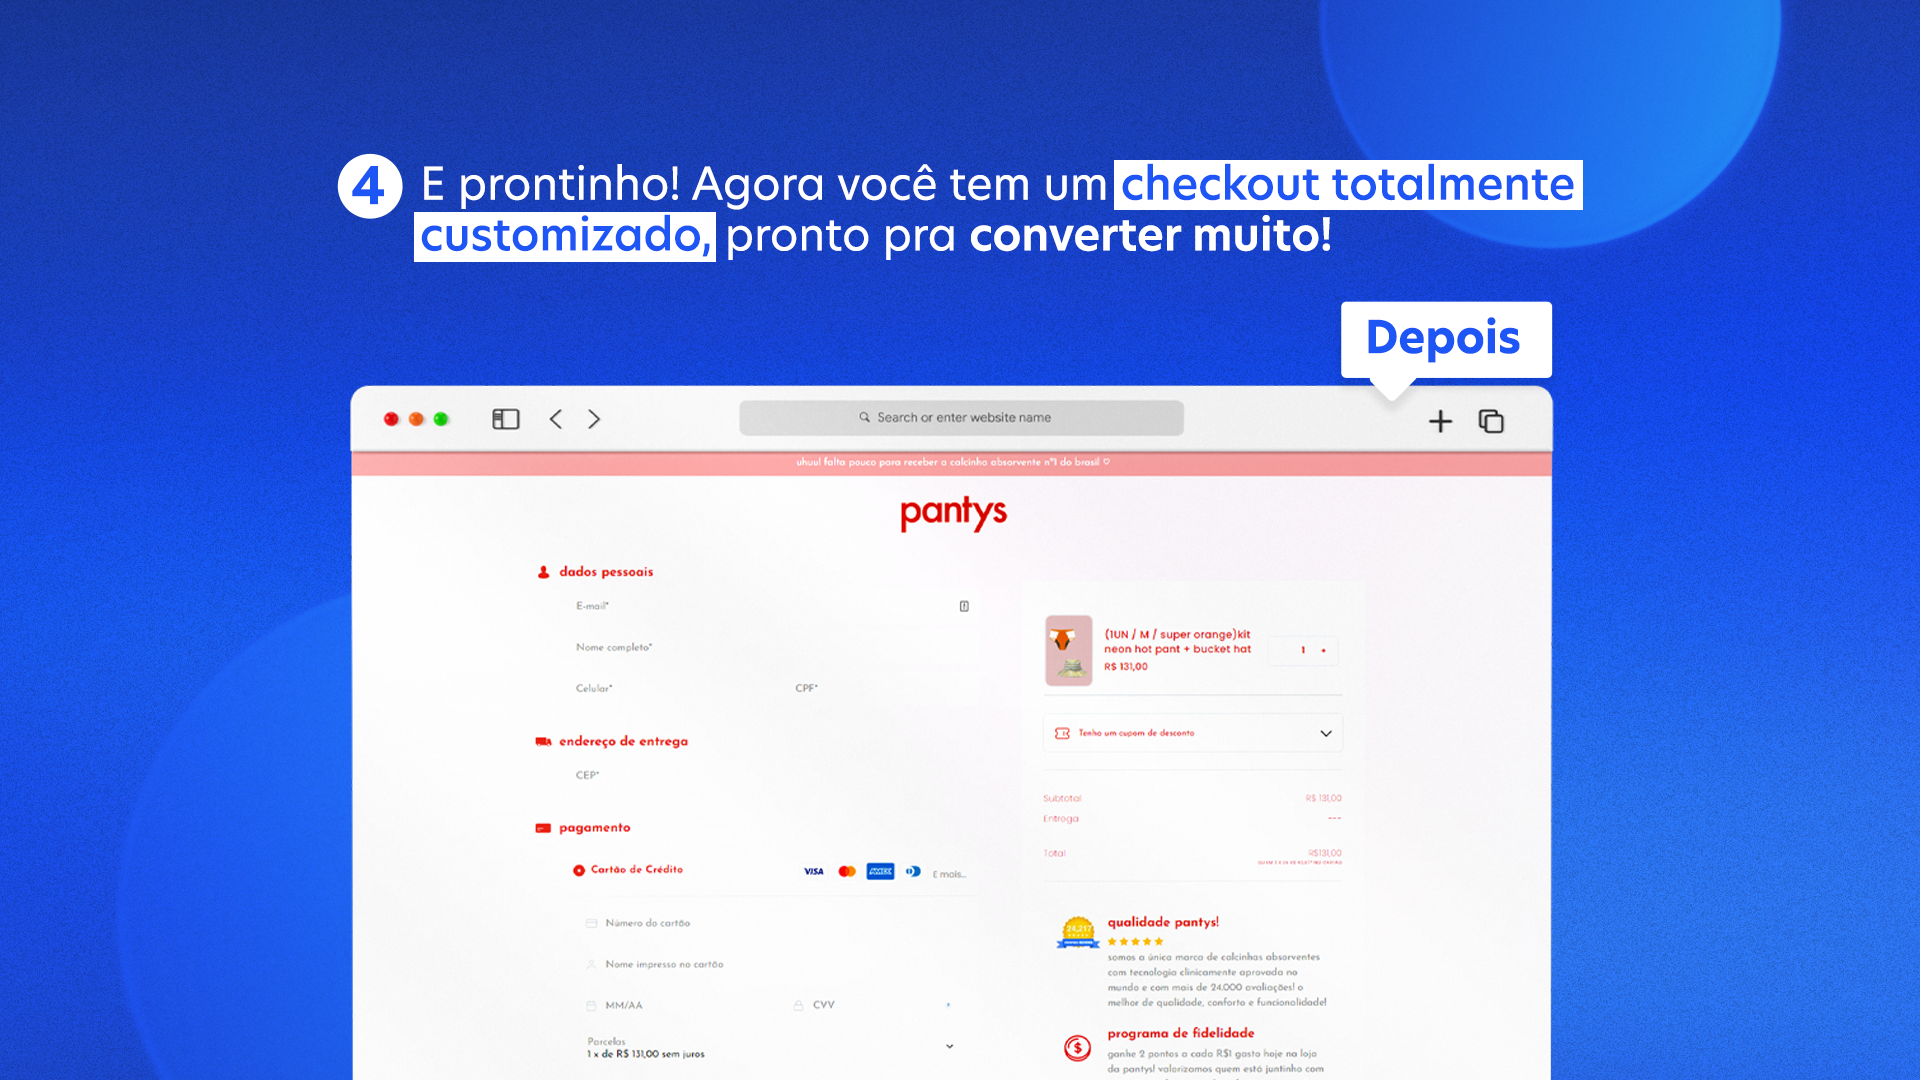 4 E prontinho! Agora você tem um checkout totalmente
customizado, pronto pra converter muito!
Depois
Search or enter website name
uhuu! falta pouco para receber a calcinha absorvente nº1 do brasil ♡
pantys
dados pessoais
E-mail*
Nome completo*
Celular*
CPF*
endereço de entrega
CEP*
pagamento
Cartão de Crédito
VISA
AMEX
E mais...
Número do cartão
Nome impresso no cartão
MM/AA
CVV
Parcelas
1 x de R$ 131,00 sem juros
(1UN / M / super orange)kit
neon hot pant + bucket hat
R$ 131,00
1 +
Tenho um cupom de desconto
Subtotal
R$ 131,00
Entrega
---
Total
R$131,00
24,217
qualidade pantys!
somos a única marca de calcinhas absorventes
com tecnologia clinicamente aprovada no
mundo e com mais de 24.000 avaliações! o
melhor de qualidade, conforto e funcionalidade!
programa de fidelidade
ganhe 2 pontos a cada R$1 gasto hoje na loja
da pantys! valorizamos quem está juntinho com